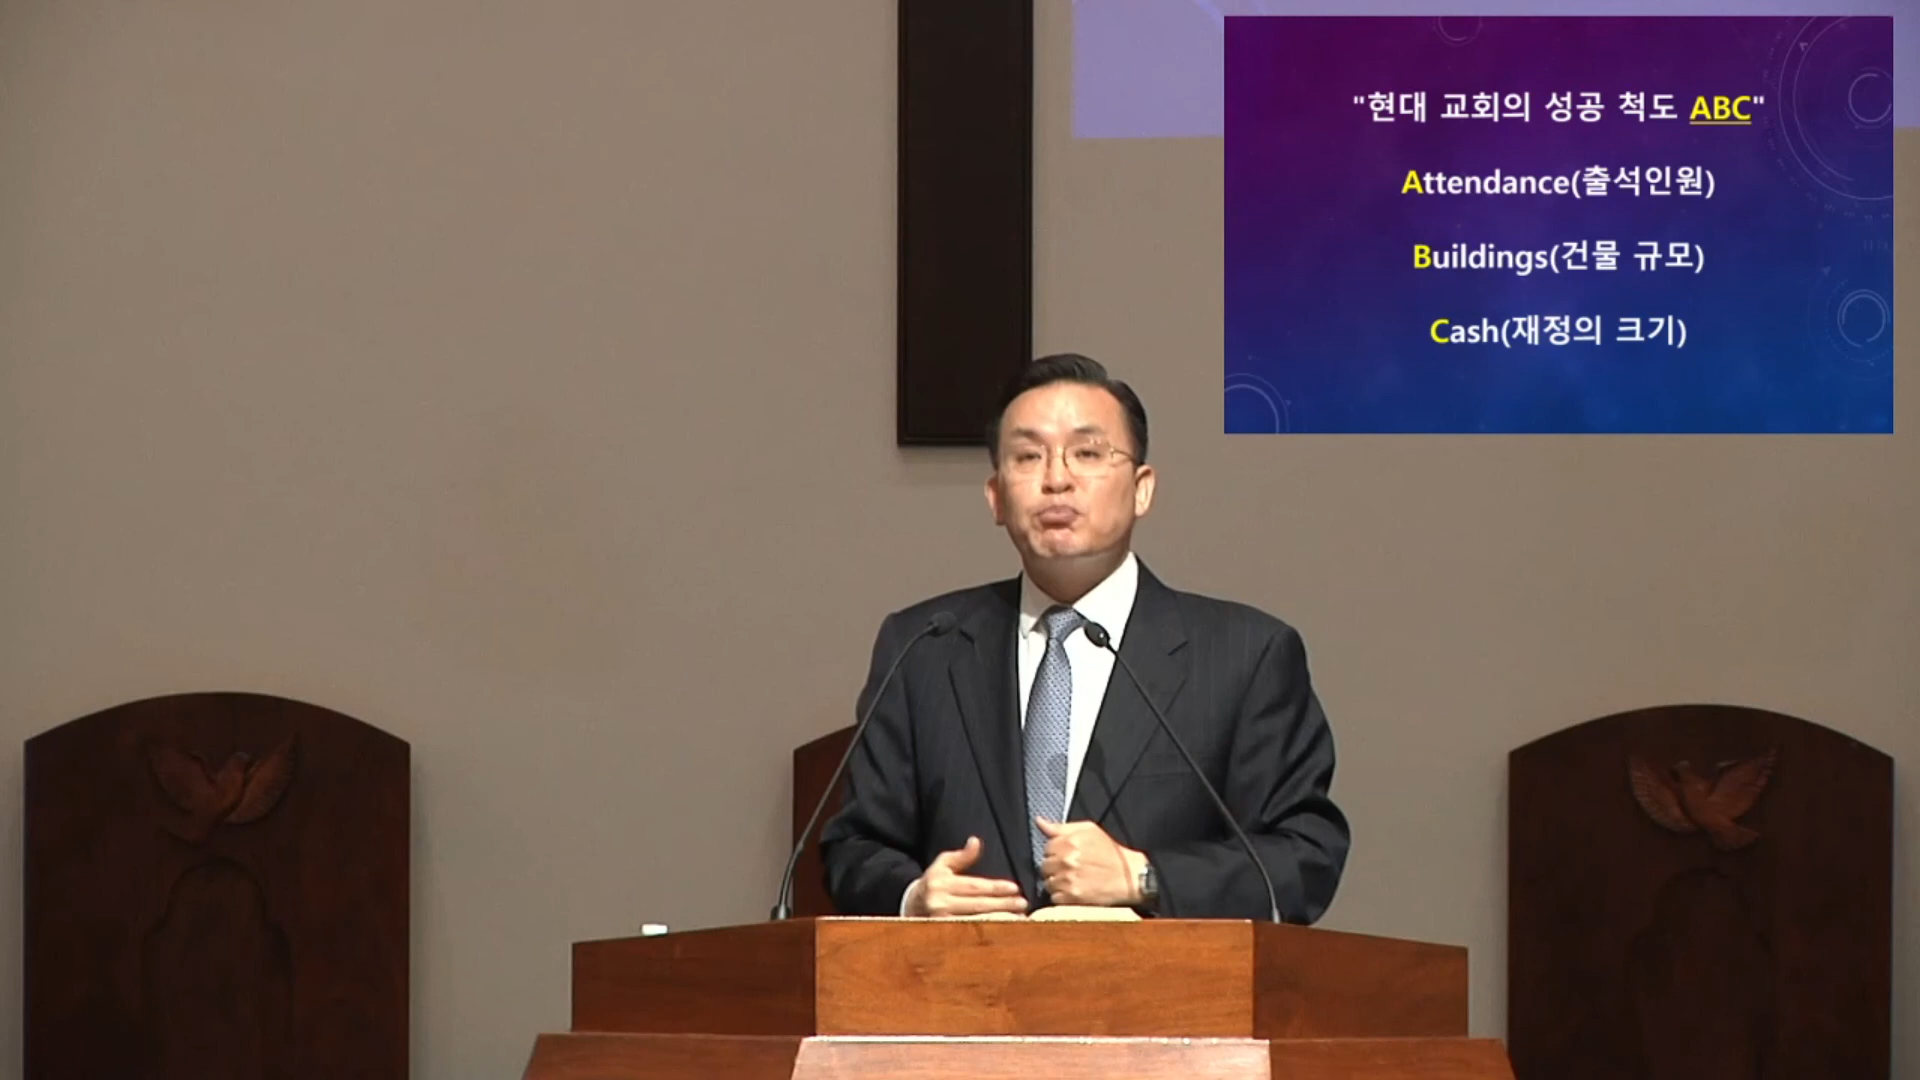 "현대 교회의 성공 척도 ABC"
Attendance(출석인원)
Buildings(건물 규모)
Cash(재정의 크기)